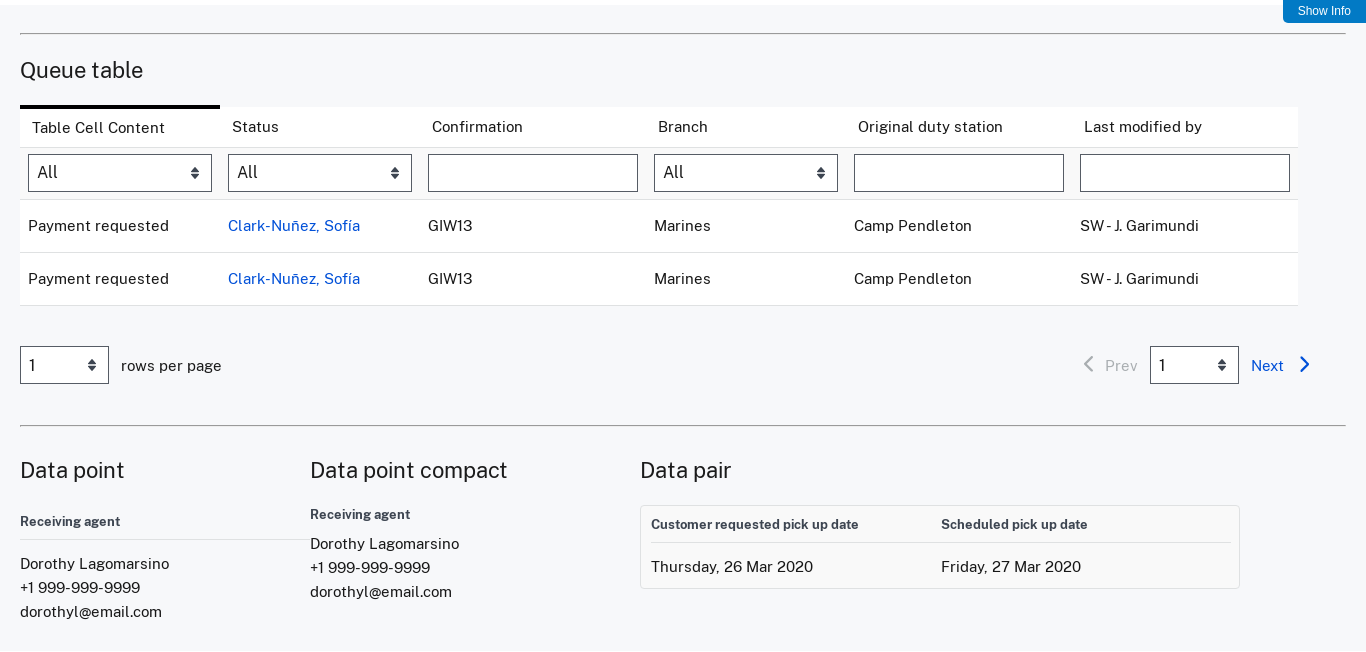 Show Info
Queue table
Table Cell Content Status Confirmation Branch Original duty station Last modified by
All All All
Payment requested Clark-Nuñez, Sofía GIW13 Marines Camp Pendleton SW - J. Garimundi
Payment requested Clark-Nuñez, Sofía GIW13 Marines Camp Pendleton SW - J. Garimundi
1 rows per page Prev 1 Next
Data point
Receiving agent
Dorothy Lagomarsino
+1 999-999-9999
dorothyl@email.com
Data point compact
Receiving agent
Dorothy Lagomarsino
+1 999-999-9999
dorothyl@email.com
Data pair
Customer requested pick up date Scheduled pick up date
Thursday, 26 Mar 2020 Friday, 27 Mar 2020